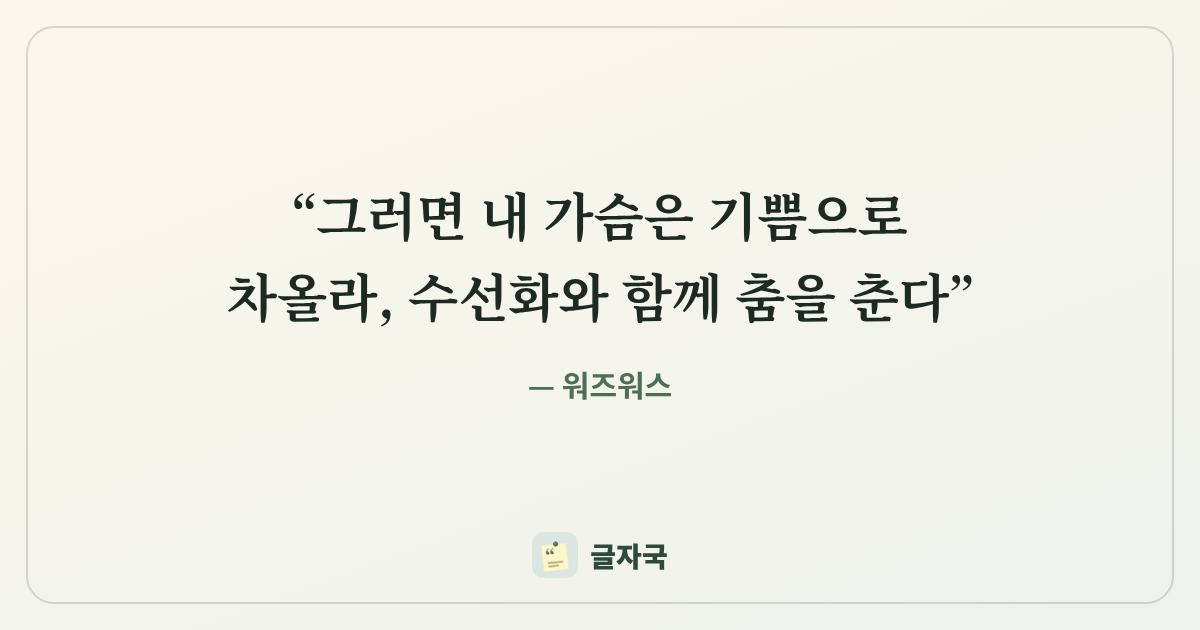 “그러면 내 가슴은 기쁨으로
차올라, 수선화와 함께 춤을 춘다”
— 워즈워스
글자국